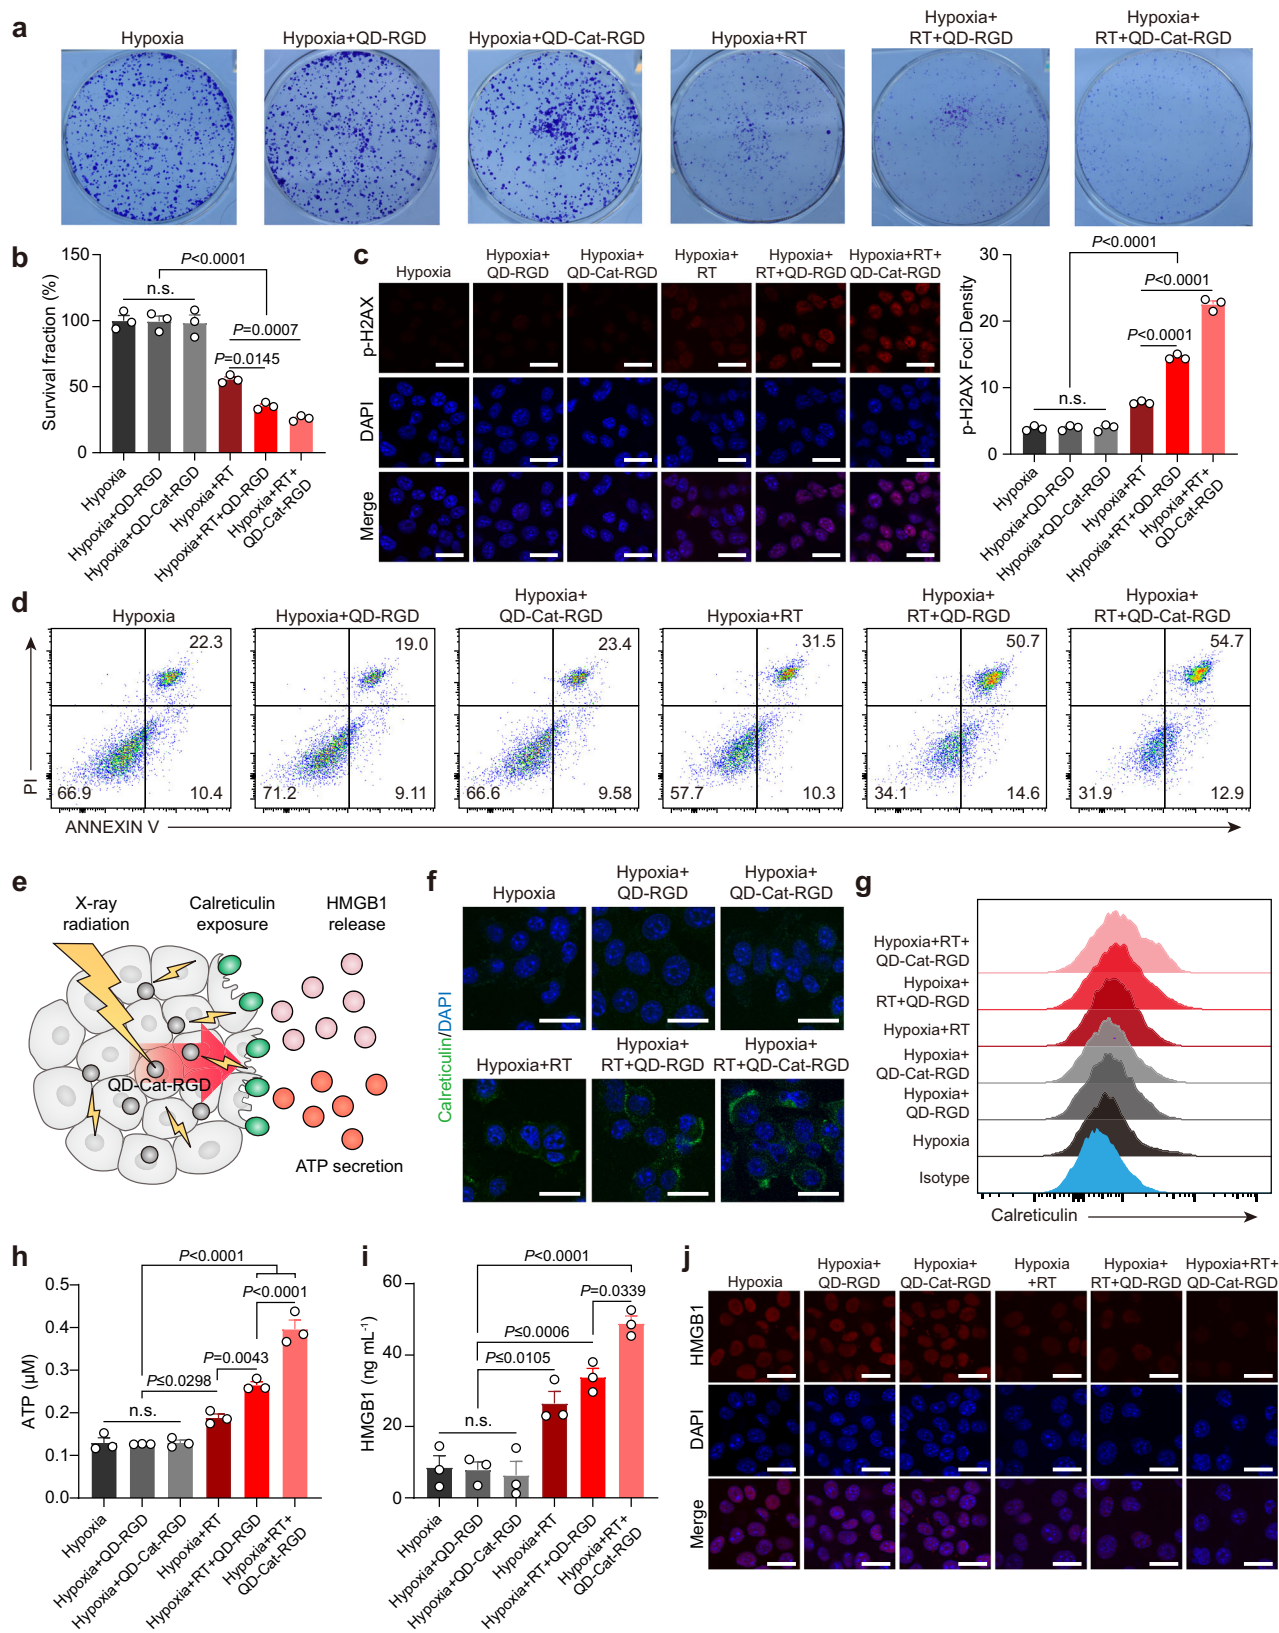 a
Hypoxia
Hypoxia+QD-RGD
Hypoxia+QD-Cat-RGD
Hypoxia+RT
Hypoxia+
RT+QD-RGD
Hypoxia+
RT+QD-Cat-RGD
b
Survival fraction (%)
150
100
50
0
P<0.0001
n.s.
P=0.0007
P=0.0145
Hypoxia
Hypoxia+QD-RGD
Hypoxia+QD-Cat-RGD
Hypoxia+RT
Hypoxia+RT+QD-RGD
Hypoxia+RT+
QD-Cat-RGD
c
Hypoxia
Hypoxia+
QD-RGD
Hypoxia+
QD-Cat-RGD
Hypoxia+
RT
Hypoxia+
RT+QD-RGD
Hypoxia+RT+
QD-Cat-RGD
p-H2AX
DAPI
Merge
p-H2AX Foci Density
30
20
10
0
P<0.0001
P<0.0001
P<0.0001
n.s.
Hypoxia
Hypoxia+QD-RGD
Hypoxia+QD-Cat-RGD
Hypoxia+RT
Hypoxia+RT+QD-RGD
Hypoxia+RT+
QD-Cat-RGD
d
Hypoxia
Hypoxia+QD-RGD
Hypoxia+
QD-Cat-RGD
Hypoxia+RT
Hypoxia+
RT+QD-RGD
Hypoxia+
RT+QD-Cat-RGD
22.3
19.0
23.4
31.5
50.7
54.7
66.9
10.4
71.2
9.11
66.6
9.58
57.7
10.3
34.1
14.6
31.9
12.9
PI
ANNEXIN V
e
X-ray
radiation
Calreticulin
exposure
HMGB1
release
QD-Cat-RGD
ATP secretion
f
Hypoxia
Hypoxia+
QD-RGD
Hypoxia+
QD-Cat-RGD
Hypoxia+RT
Hypoxia+
RT+QD-RGD
Hypoxia+
RT+QD-Cat-RGD
Calreticulin/DAPI
g
Hypoxia+RT+
QD-Cat-RGD
Hypoixa+
RT+QD-RGD
Hypoxia+RT
Hypoxia+
QD-Cat-RGD
Hypoxia+
QD-RGD
Hypoxia
Isotype
Calreticulin
h
ATP (μM)
0.5
0.4
0.3
0.2
0.1
0.0
P<0.0001
P<0.0001
P=0.0043
P≤0.0298
n.s.
Hypoxia
Hypoxia+QD-RGD
Hypoxia+QD-Cat-RGD
Hypoxia+RT
Hypoxia+RT+QD-RGD
Hypoxia+RT+
QD-Cat-RGD
i
HMGB1 (ng mL⁻¹)
60
40
20
0
P<0.0001
P=0.0339
P≤0.0006
P≤0.0105
n.s.
Hypoxia
Hypoxia+QD-RGD
Hypoxia+QD-Cat-RGD
Hypoxia+RT
Hypoxia+RT+QD-RGD
Hypoxia+RT+
QD-Cat-RGD
j
Hypoxia
Hypoxia+
QD-RGD
Hypoxia+
QD-Cat-RGD
Hypoxia
+RT
Hypoxia+
RT+QD-RGD
Hypoxia+RT+
QD-Cat-RGD
HMGB1
DAPI
Merge